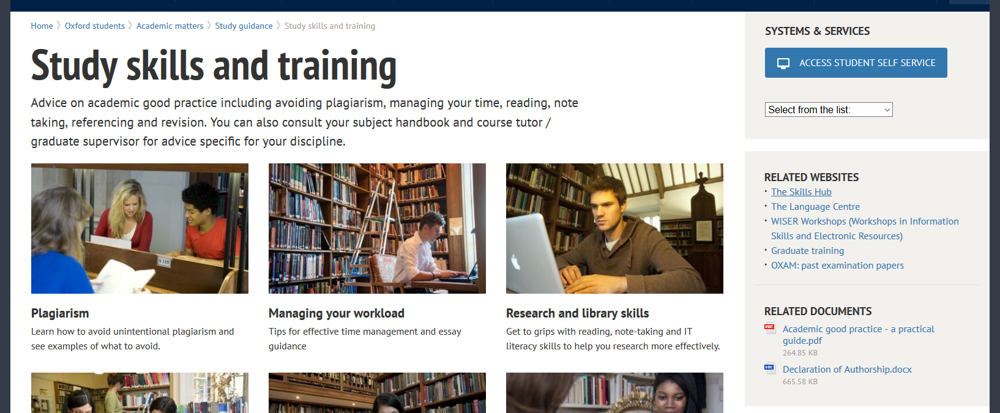 Home Oxford students Academic matters Study guidance Study skills and training
Study skills and training
Advice on academic good practice including avoiding plagiarism, managing your time, reading, note
taking, referencing and revision. You can also consult your subject handbook and course tutor /
graduate supervisor for advice specific for your discipline.
S 115
Plagiarism
Learn how to avoid unintentional plagiarism and
see examples of what to avoid.
Managing your workload
Tips for effective time management and essay
guidance
Research and library skills
Get to grips with reading, note-taking and IT
literacy skills to help you research more effectively.
SYSTEMS & SERVICES
ACCESS STUDENT SELF SERVICE
Select from the list:
RELATED WEBSITES
• The Skills Hub
• The Language Centre
• WISER Workshops (Workshops in Information
Skills and Electronic Resources)
• Graduate training
• OXAM: past examination papers
RELATED DOCUMENTS
PDF
Academic good practice - a practical
guide.pdf
264.85 KB
DOC
Declaration of Authorship.docx
665.58 KB